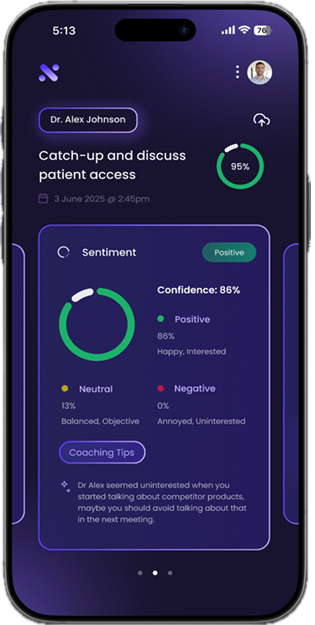 5:13
76
Dr. Alex Johnson
Catch-up and discuss
patient access
95%
3 June 2025 @ 2:45pm
Sentiment
Positive
Confidence: 86%
Positive
86%
Happy, Interested
Neutral
13%
Balanced, Objective
Negative
0%
Annoyed, Uninterested
Coaching Tips
Dr Alex seemed uninterested when you
started talking about competitor products,
maybe you should avoid talking about that
in the next meeting.